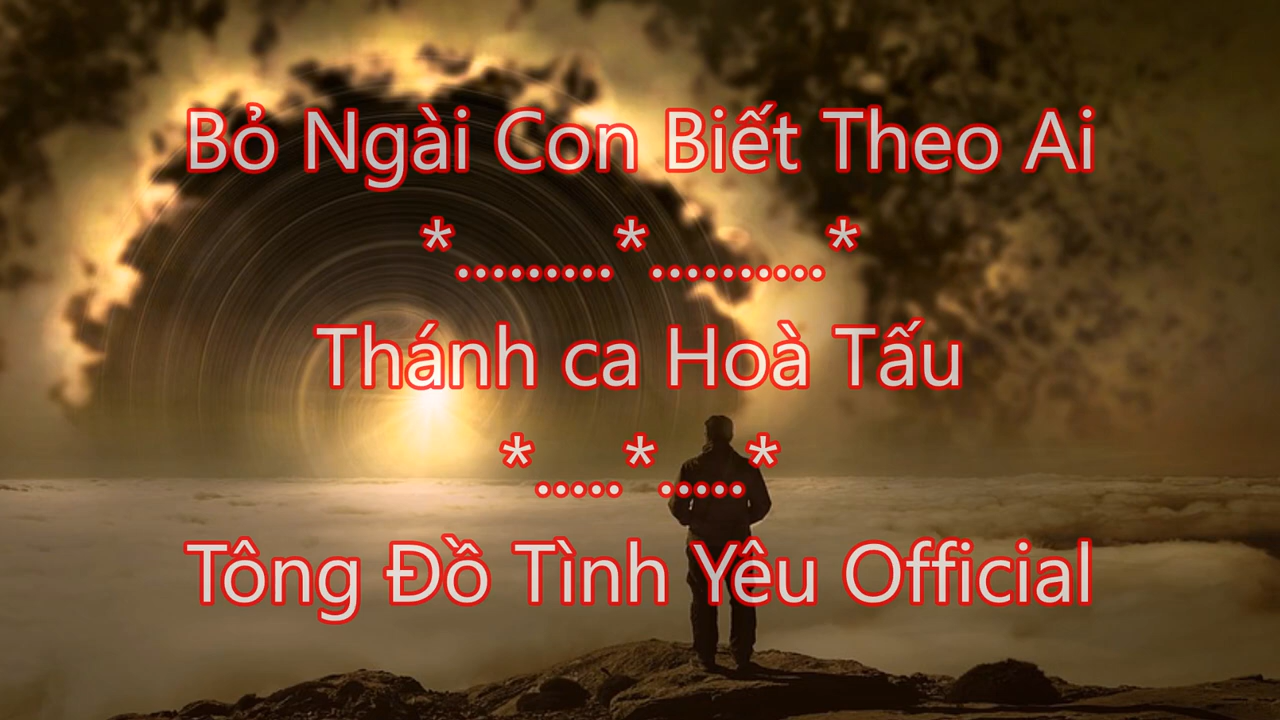 Bỏ Ngài Con Biết Theo Ai
*.........*..........*
Thánh ca Hoà Tấu
*.....*.....*
Tông Đồ Tình Yêu Official